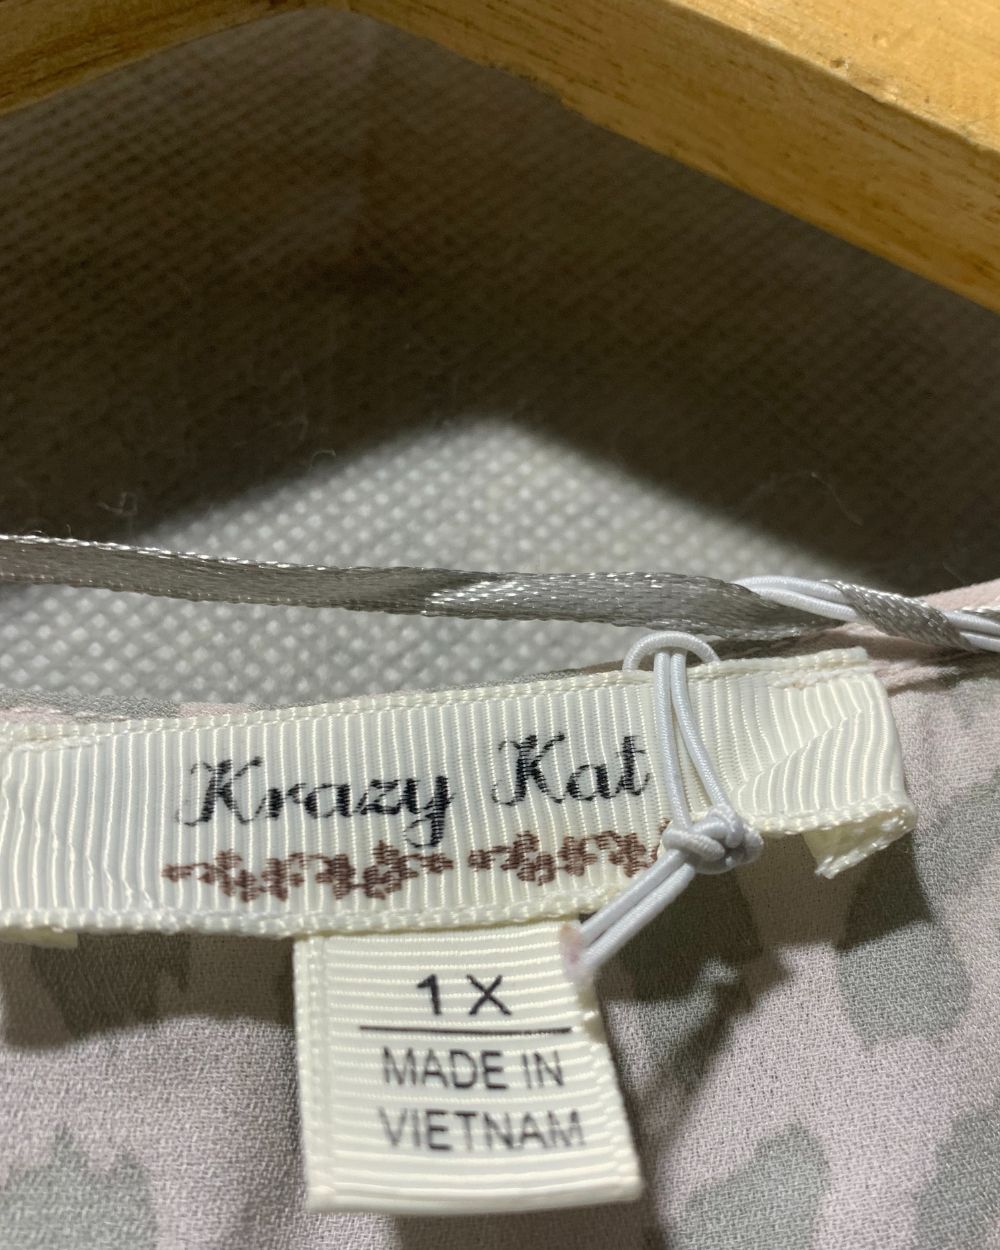 Krazy Kat
1X
MADE IN
VIETNAM